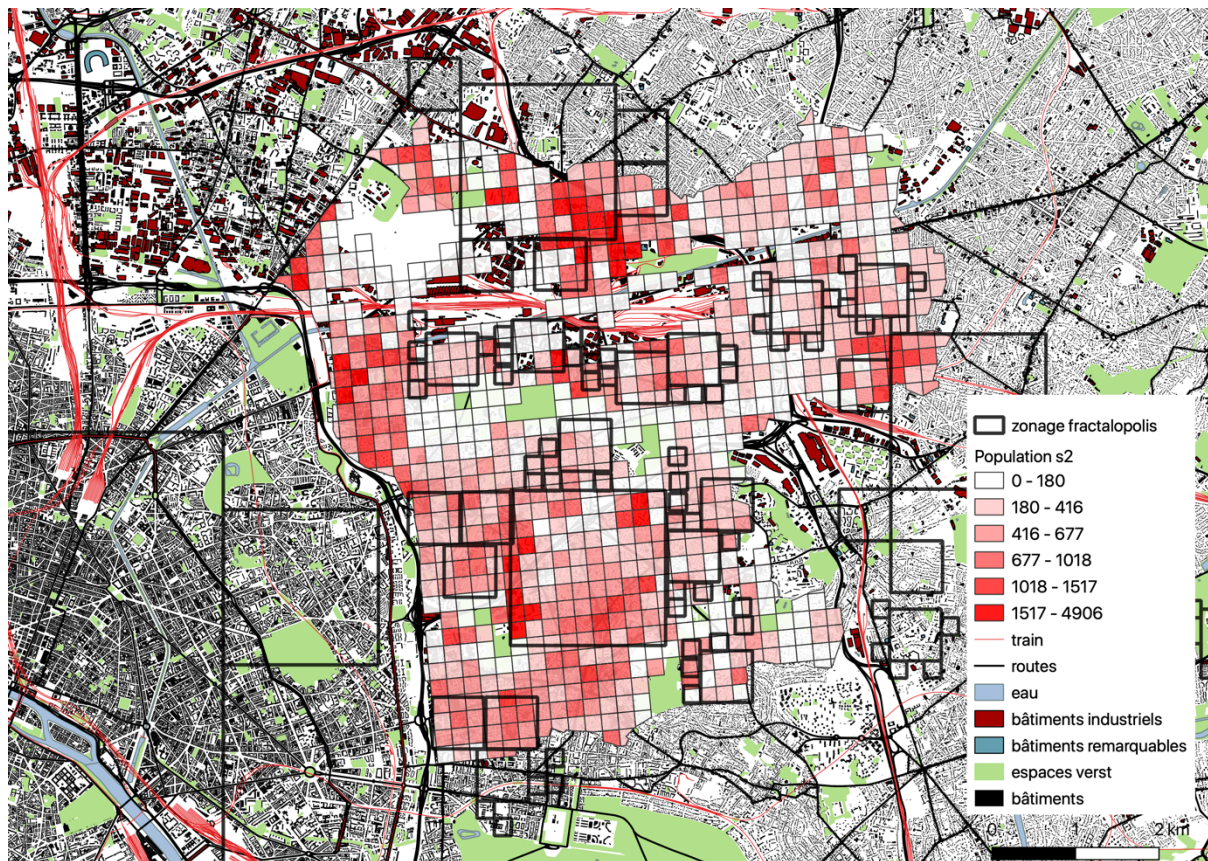 zonage fractalopolis
Population s2
0 - 180
180 - 416
416 - 677
677 - 1018
1018 - 1517
1517 - 4906
train
routes
eau
bâtiments industriels
bâtiments remarquables
espaces verst
bâtiments
0 1 2 km